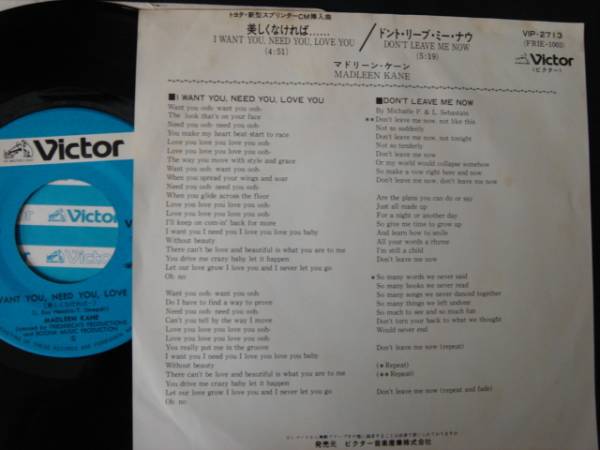 トヨタ・新型スプリンターCM挿入曲
美しくなければ……
I WANT YOU, NEED YOU, LOVE YOU
(4:51)
ドント・リーブ・ミー・ナウ
DON'T LEAVE ME NOW
(5:19)
マドリーン・ケーン
MADLEEN KANE
VIP-2713
(FRIE-1002)
Victor
(ビクター)
■I WANT YOU, NEED YOU, LOVE YOU
Want you ooh- want you ooh-
The look that's on your face
Need you ooh- need you ooh-
You make my heart beat start to race
Love you love you love you ooh-
Love you love you love you ooh-
The way you move with style and grace
Want you ooh- want you ooh-
When you spread your wings and soar
Need you ooh- need you ooh-
When you glide across the floor
Love you love you love you ooh-
Love you love you love you ooh-
I'll keep on com-in' back for more
I want you I need you I love you love you baby
Without beauty
There can't be love and beautiful is what you are to me
You drive me crazy baby let it happen
Let our love grow I love you and I never let you go
Oh no
Want you ooh- want you ooh-
Do I have to find a way to prove
Need you ooh- need you ooh-
Can't you tell by the way I move
Love you love you love you ooh-
Love you love you love you ooh-
You really put me in the groove
I want you I need you I love you love you baby
Without beauty
There can't be love and beautiful is what you are to me
You drive me crazy baby let it happen
Let our love grow I love you and I never let you go
Oh no
■DON'T LEAVE ME NOW
By Michaële P. & L. Sebastain
★★Don't leave me now, not like this
Not so suddenly
Don't leave me now, not tonight
Not so tenderly
Don't leave me now
Or my world would collapse somehow
So make a vow right here and now
Don't leave me now, don't leave me now
Are the plans you can do or say
Just all made up
For a night or another day
So give me time to grow up
And learn how to smile
All your words a rhyme
I'm still a child
Don't leave me now
★So many words we never said
So many books we never read
So many songs we never danced together
So many things we left undone
So much to see and so much fun
Don't turn your back to what we thought
Would never end
Don't leave me now (repeat)
(★Repeat)
(★★Repeat)
Don't leave me now (repeat and fade)
発売元 ビクター音楽産業株式会社
Victor
Victor
WANT YOU, NEED YOU, LOVE
MADLEEN KANE